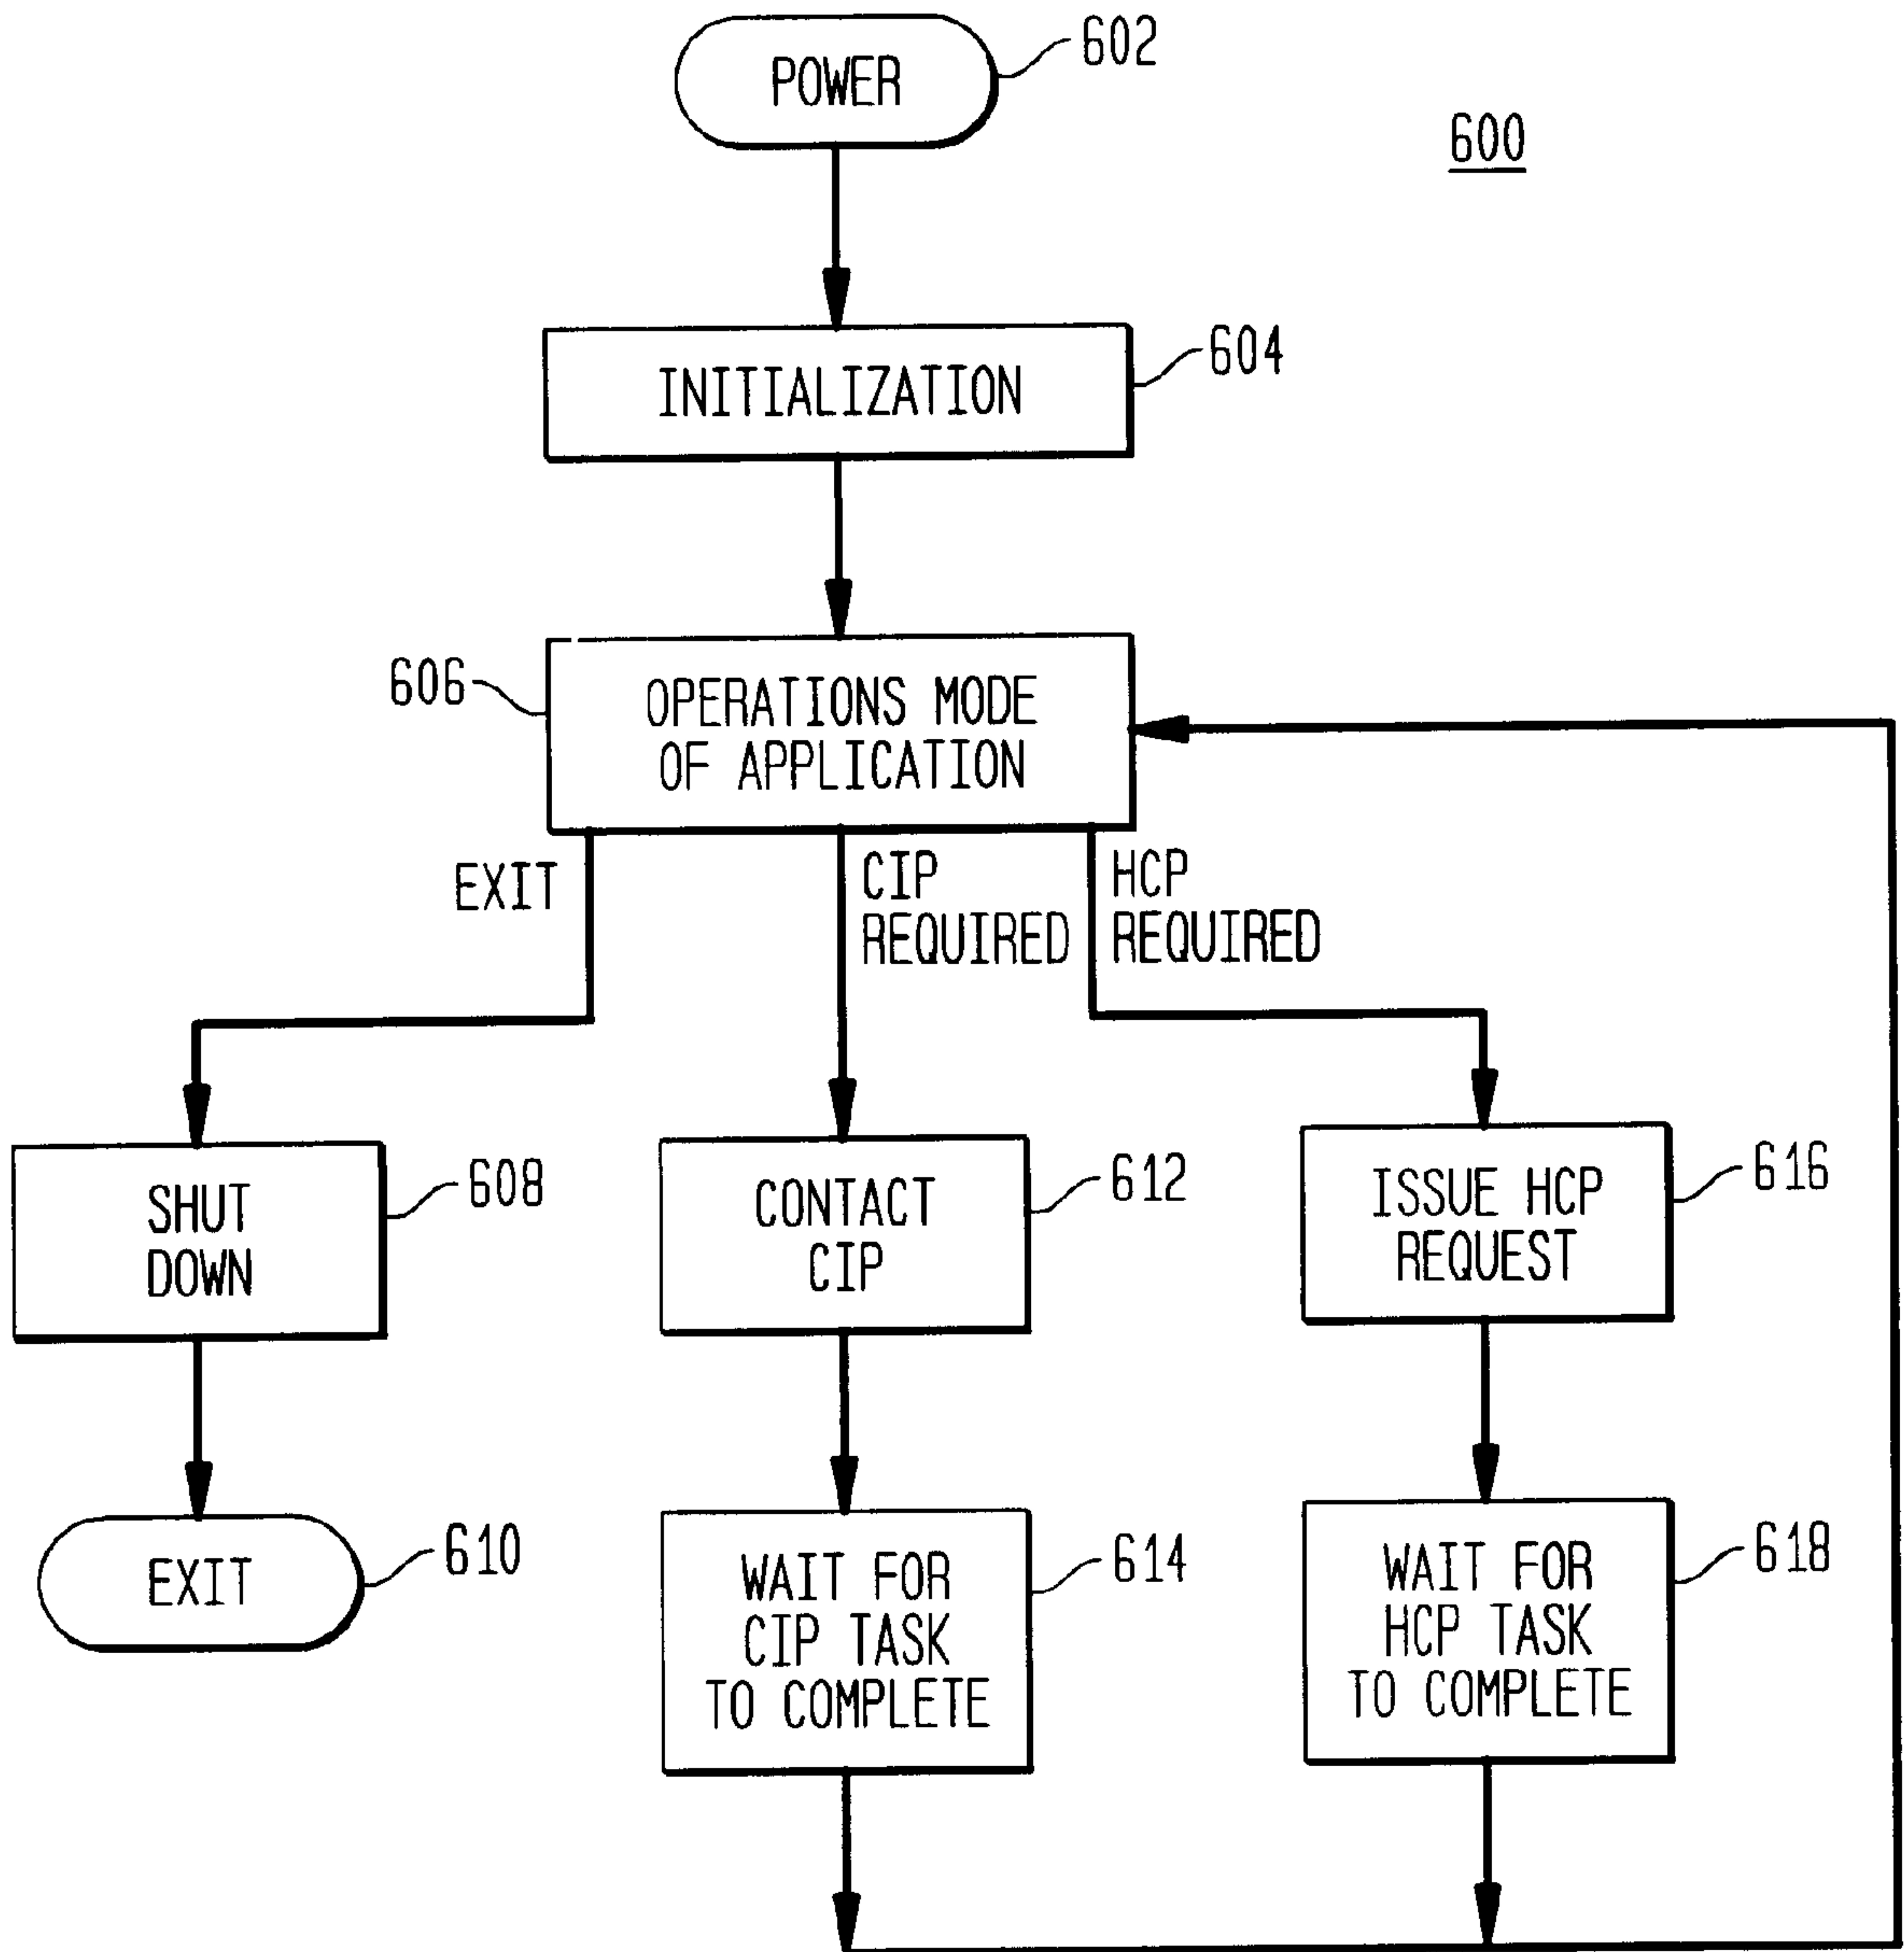 POWER
602
600
INITIALIZATION
604
606
OPERATIONS MODE
OF APPLICATION
EXIT
CIP
REQUIRED
HCP
REQUIRED
SHUT
DOWN
608
CONTACT
CIP
612
ISSUE HCP
REQUEST
616
EXIT
610
WAIT FOR
CIP TASK
TO COMPLETE
614
WAIT FOR
HCP TASK
TO COMPLETE
618